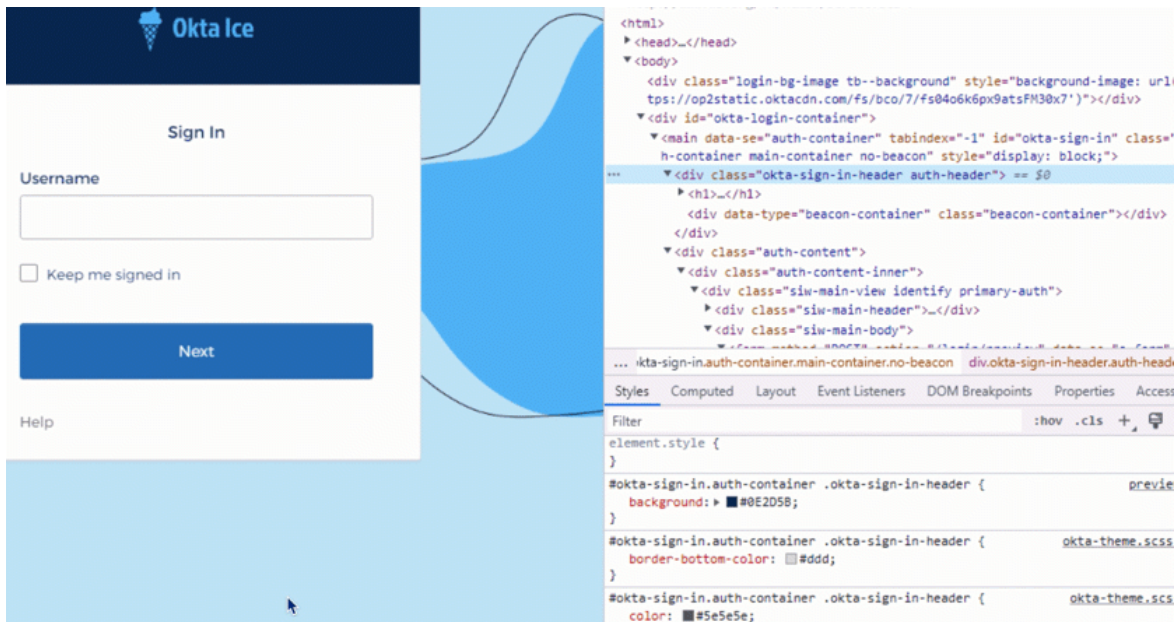 Okta Ice
Sign In
Username
Keep me signed in
Next
Help
<html>
<head>…</head>
<body>
<div class="login-bg-image tb--background" style="background-image: url(
tps://op2static.oktacdn.com/fs/bco/7/fs04o6k6px9atsFM30x7')"></div>
<div id="okta-login-container">
<main data-se="auth-container" tabindex="-1" id="okta-sign-in" class="
h-container main-container no-beacon" style="display: block;">
… <div class="okta-sign-in-header auth-header"> == $0
<h1>…</h1>
<div data-type="beacon-container" class="beacon-container"></div>
</div>
<div class="auth-content">
<div class="auth-content-inner">
<div class="siw-main-view identify primary-auth">
<div class="siw-main-header">…</div>
<div class="siw-main-body">
… okta-sign-in.auth-container.main-container.no-beacon div.okta-sign-in-header.auth-head
Styles Computed Layout Event Listeners DOM Breakpoints Properties Access
Filter :hov .cls +
element.style {
}
#okta-sign-in.auth-container .okta-sign-in-header { previe
background: #0E2D5B;
}
#okta-sign-in.auth-container .okta-sign-in-header { okta-theme.scss
border-bottom-color: #ddd;
}
#okta-sign-in.auth-container .okta-sign-in-header { okta-theme.scs
color: #5e5e5e;